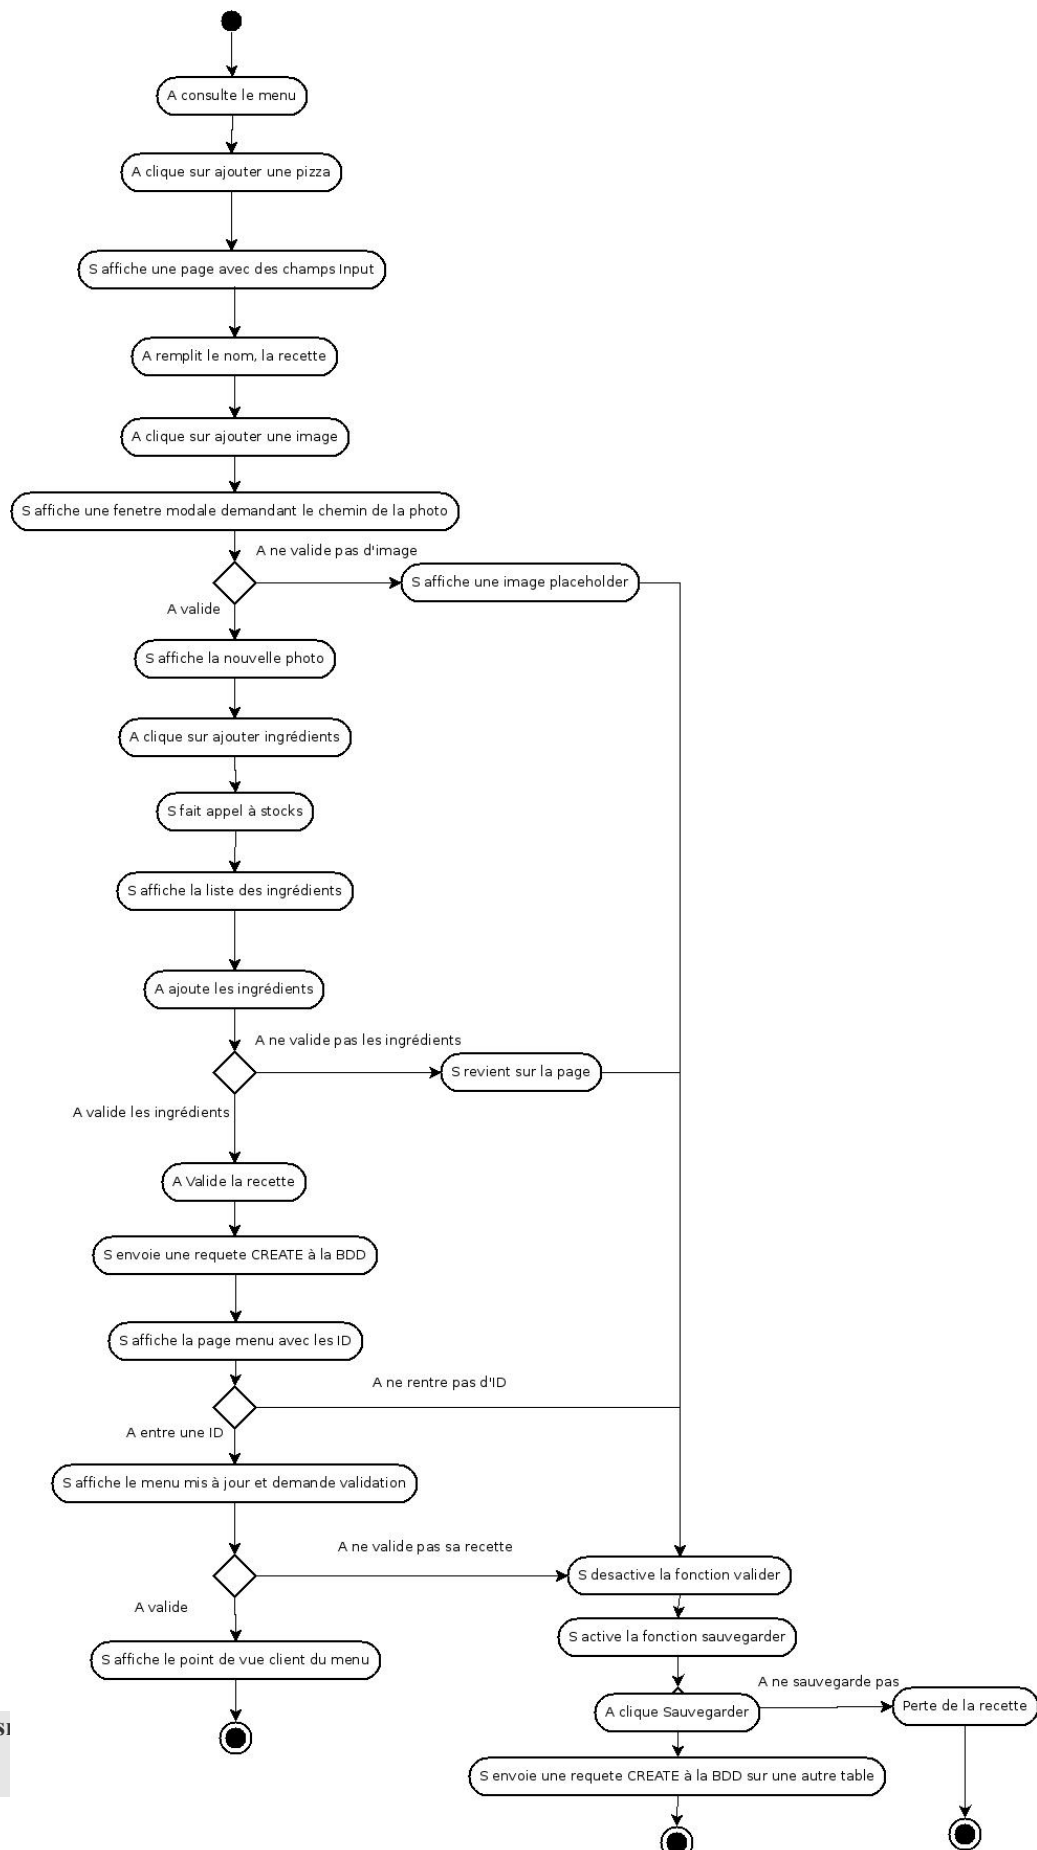 A consulte le menu
A clique sur ajouter une pizza
S affiche une page avec des champs Input
A remplit le nom, la recette
A clique sur ajouter une image
S affiche une fenetre modale demandant le chemin de la photo
A ne valide pas d'image
S affiche une image placeholder
A valide
S affiche la nouvelle photo
A clique sur ajouter ingrédients
S fait appel à stocks
S affiche la liste des ingrédients
A ajoute les ingrédients
A ne valide pas les ingrédients
S revient sur la page
A valide les ingrédients
A Valide la recette
S envoie une requete CREATE à la BDD
S affiche la page menu avec les ID
A ne rentre pas d'ID
A entre une ID
S affiche le menu mis à jour et demande validation
A ne valide pas sa recette
S desactive la fonction valider
A valide
S active la fonction sauvegarder
S affiche le point de vue client du menu
A ne sauvegarde pas
A clique Sauvegarder
Perte de la recette
S envoie une requete CREATE à la BDD sur une autre table